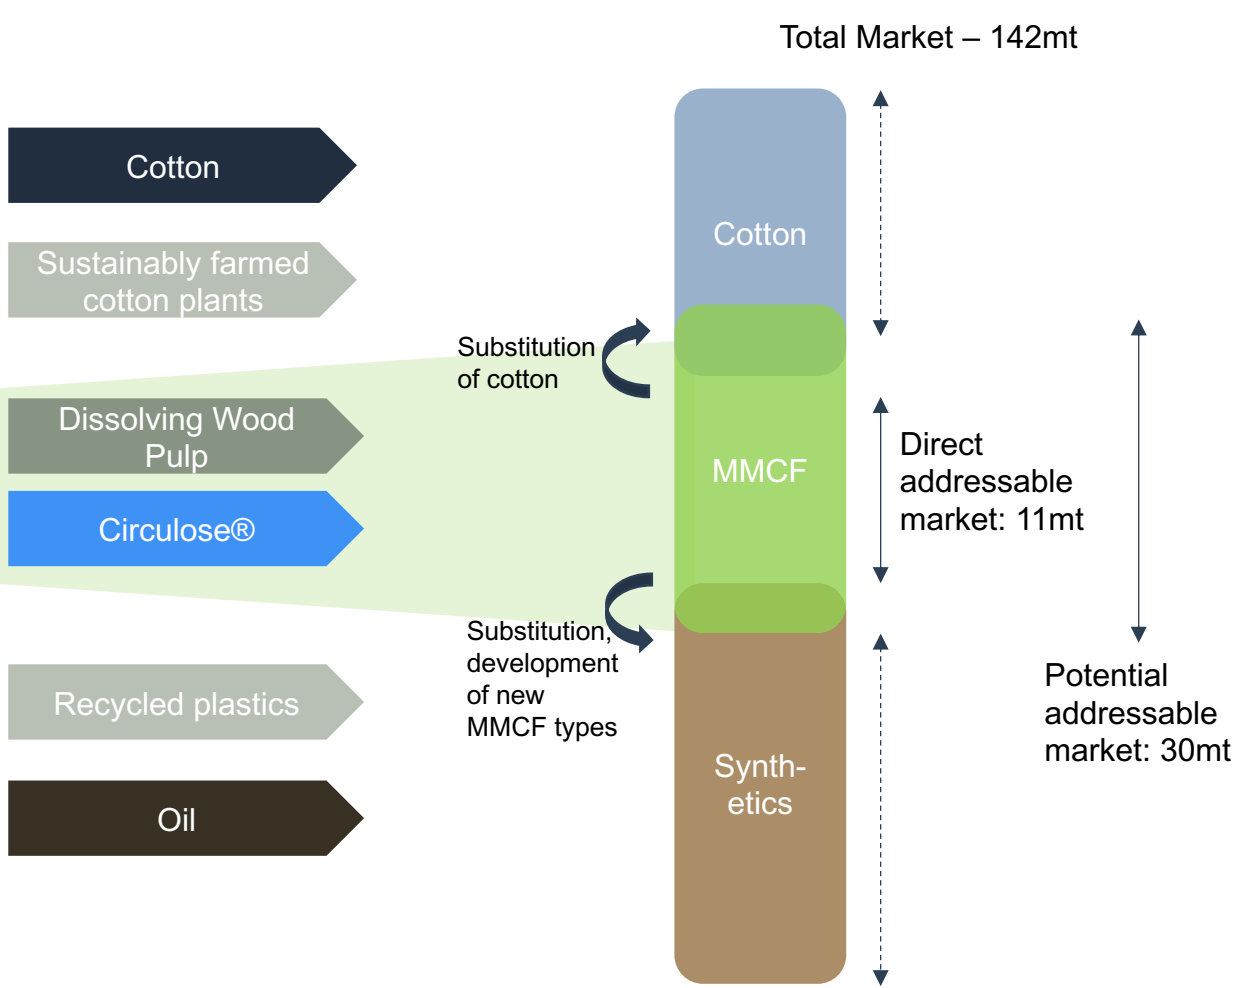 Total Market – 142mt
Cotton
Sustainably farmed
cotton plants
Dissolving Wood
Pulp
Circulose®
Recycled plastics
Oil
Substitution
of cotton
Substitution,
development
of new
MMCF types
Cotton
MMCF
Synth-
etics
Direct
addressable
market: 11mt
Potential
addressable
market: 30mt